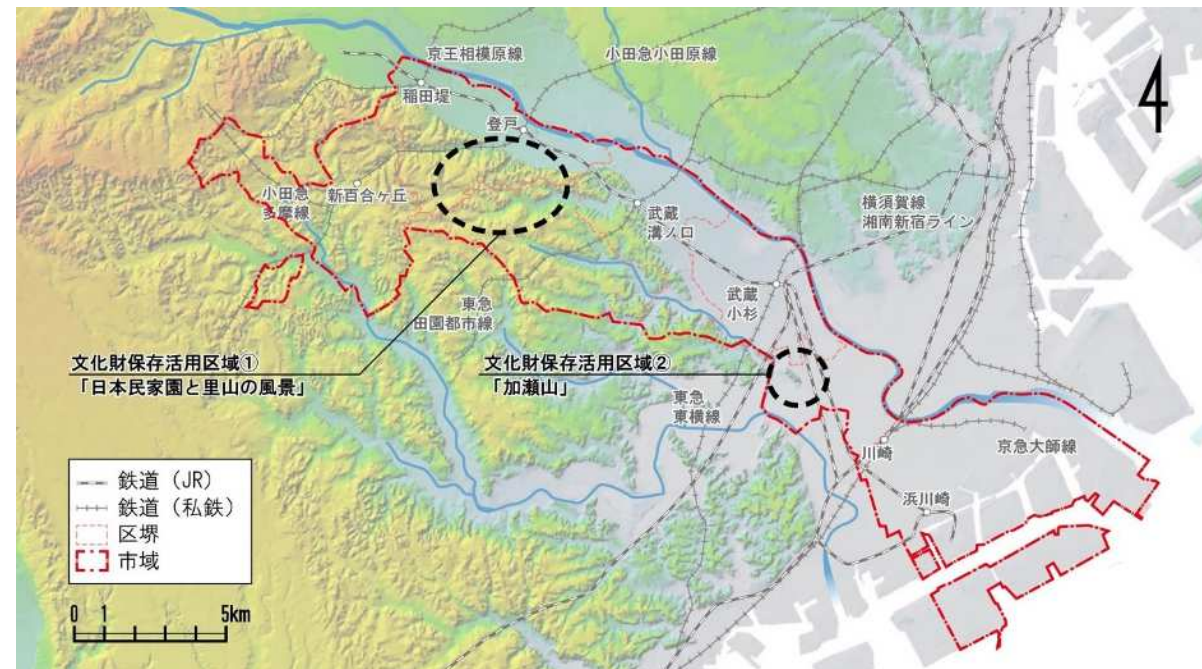 京王相模原線
小田急小田原線
稲田堤
登戸
小田急
多摩線
新百合ヶ丘
武蔵
溝ノ口
横須賀線
湘南新宿ライン
武蔵
小杉
東急
田園都市線
文化財保存活用区域①
「日本民家園と里山の風景」
文化財保存活用区域②
「加瀬山」
東急
東横線
川崎
京急大師線
浜川崎
鉄道（JR）
鉄道（私鉄）
区堺
市域
0 1 5km
4